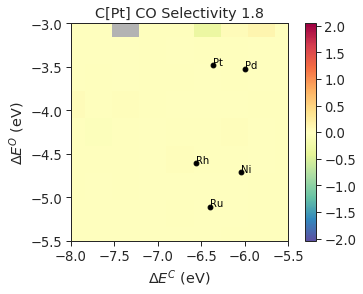 C[Pt] CO Selectivity 1.8
−3.0
−3.5
−4.0
−4.5
−5.0
−5.5
ΔE^O (eV)
Pt
Pd
Rh
Ni
Ru
−8.0 −7.5 −7.0 −6.5 −6.0 −5.5
ΔE^C (eV)
2.0
1.5
1.0
0.5
0.0
−0.5
−1.0
−1.5
−2.0